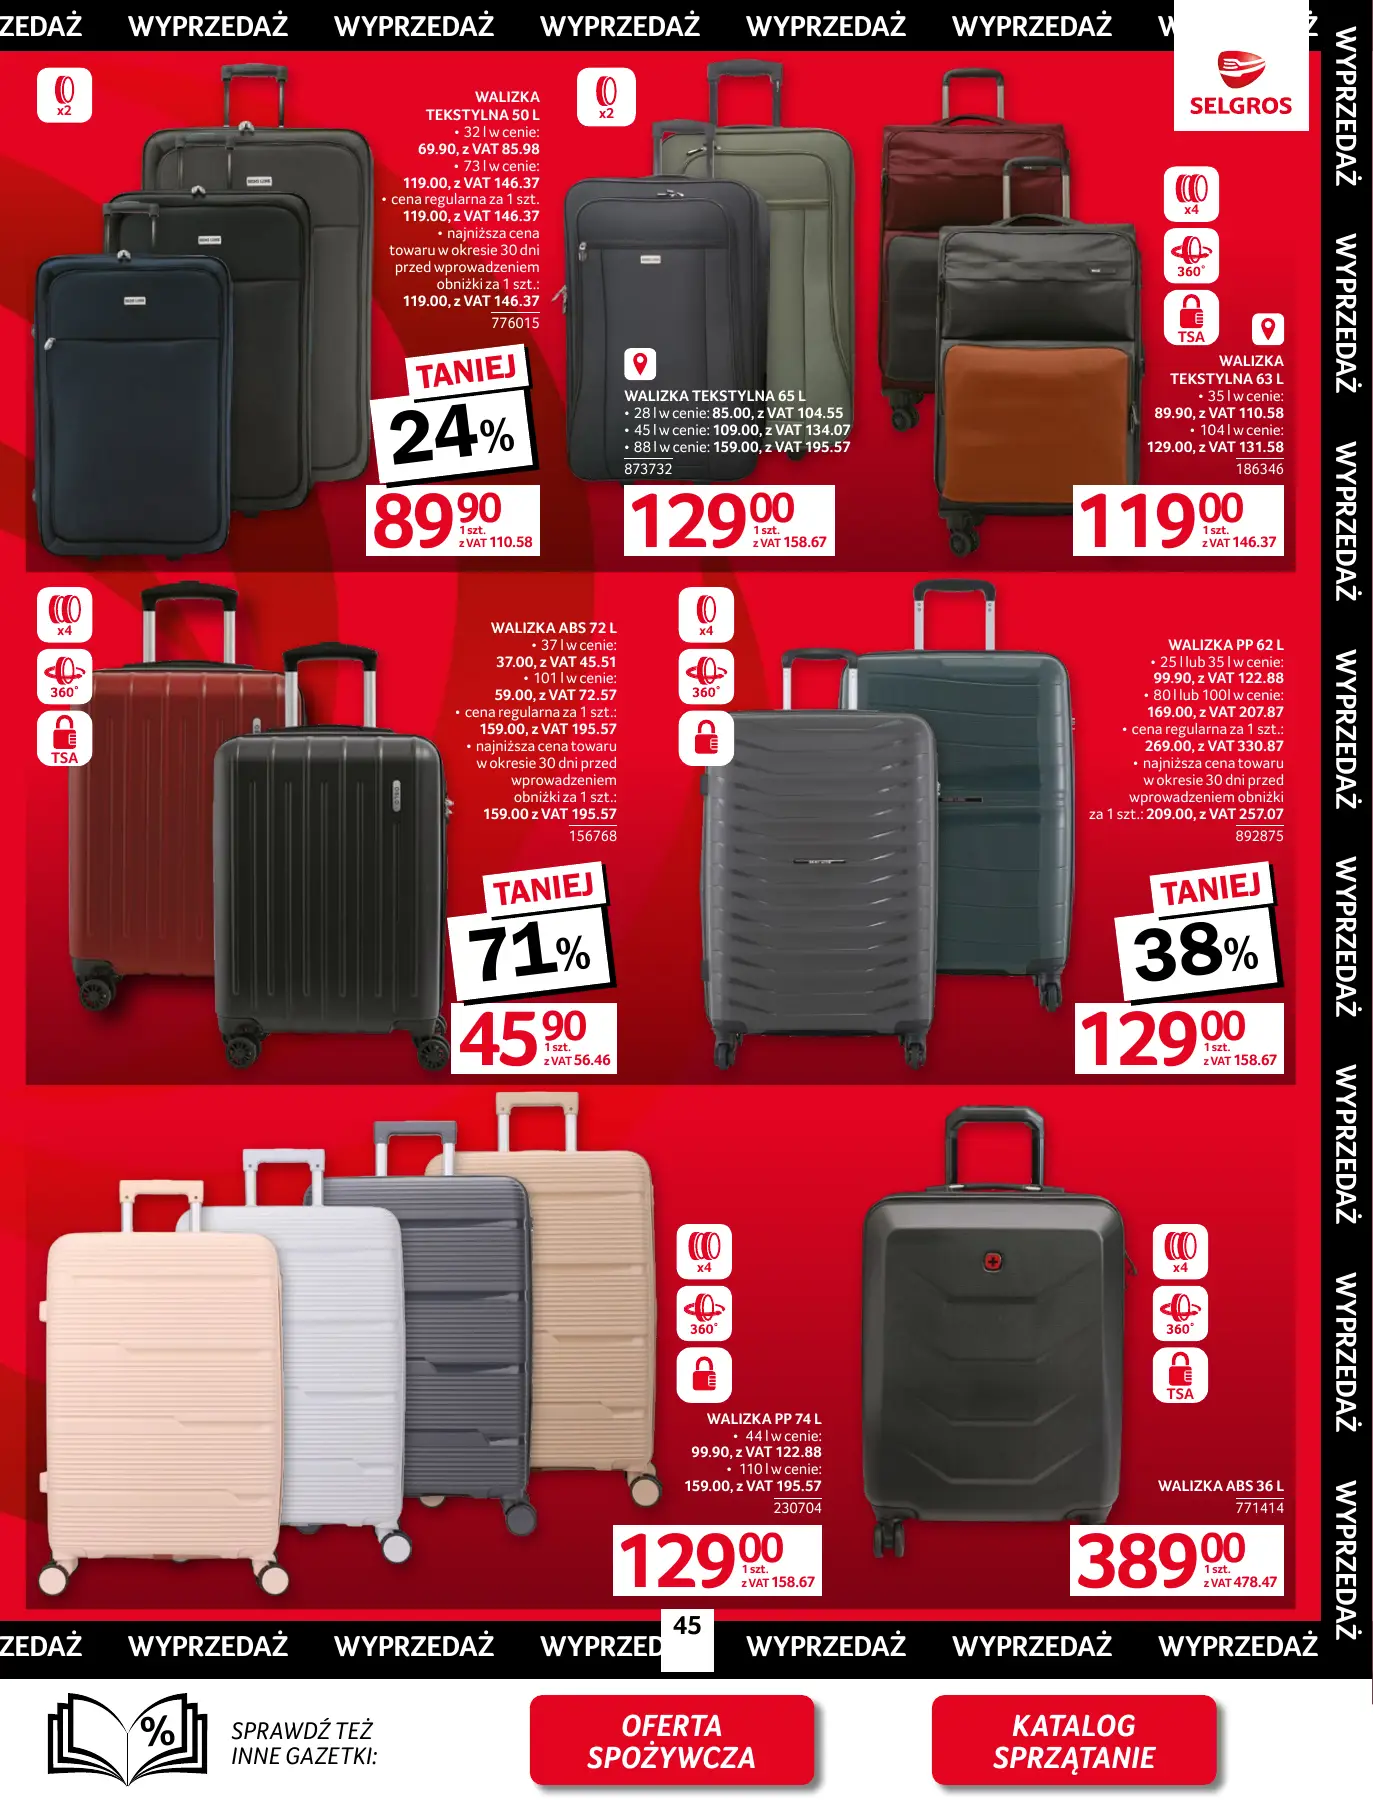 ZEDAŻ WYPRZEDAŻ WYPRZEDAŻ WYPRZEDAŻ WYPRZEDAŻ WYPRZEDAŻ
SELGROS
x2
WALIZKA
TEKSTYLNA 50 L
• 32 l w cenie:
69.90, z VAT 85.98
• 73 l w cenie:
119.00, z VAT 146.37
• cena regularna za 1 szt.
119.00, z VAT 146.37
• najniższa cena
towaru w okresie 30 dni
przed wprowadzeniem
obniżki za 1 szt.:
119.00, z VAT 146.37
776015
TANIEJ
24%
89 90
1 szt.
z VAT 110.58
x2
WALIZKA TEKSTYLNA 65 L
• 28 l w cenie: 85.00, z VAT 104.55
• 45 l w cenie: 109.00, z VAT 134.07
• 88 l w cenie: 159.00, z VAT 195.57
873732
129 00
1 szt.
z VAT 158.67
x4
360°
TSA
WALIZKA
TEKSTYLNA 63 L
• 35 l w cenie:
89.90, z VAT 110.58
• 104 l w cenie:
129.00, z VAT 131.58
186346
119 00
1 szt.
z VAT 146.37
x4
360°
TSA
WALIZKA ABS 72 L
• 37 l w cenie:
37.00, z VAT 45.51
• 101 l w cenie:
59.00, z VAT 72.57
• cena regularna za 1 szt.:
159.00, z VAT 195.57
• najniższa cena towaru
w okresie 30 dni przed
wprowadzeniem
obniżki za 1 szt.:
159.00 z VAT 195.57
156768
TANIEJ
71%
45 90
1 szt.
z VAT 56.46
x4
360°
WALIZKA PP 62 L
• 25 l lub 35 l w cenie:
99.90, z VAT 122.88
• 80 l lub 100l w cenie:
169.00, z VAT 207.87
• cena regularna za 1 szt.:
269.00, z VAT 330.87
• najniższa cena towaru
w okresie 30 dni przed
wprowadzeniem obniżki
za 1 szt.: 209.00, z VAT 257.07
892875
TANIEJ
38%
129 00
1 szt.
z VAT 158.67
x4
360°
WALIZKA PP 74 L
• 44 l w cenie:
99.90, z VAT 122.88
• 110 l w cenie:
159.00, z VAT 195.57
230704
129 00
1 szt.
z VAT 158.67
x4
360°
TSA
WALIZKA ABS 36 L
771414
389 00
1 szt.
z VAT 478.47
WYPRZEDAŻ
WYPRZEDAŻ
WYPRZEDAŻ
WYPRZEDAŻ
WYPRZEDAŻ
WYPRZEDAŻ
WYPRZEDAŻ
WYPRZEDAŻ
ZEDAŻ WYPRZEDAŻ WYPRZEDAŻ WYPRZED WYPRZEDAŻ WYPRZEDAŻ WYPRZEDAŻ
45
%
SPRAWDŹ TEŻ
INNE GAZETKI:
OFERTA
SPOŻYWCZA
KATALOG
SPRZĄTANIE